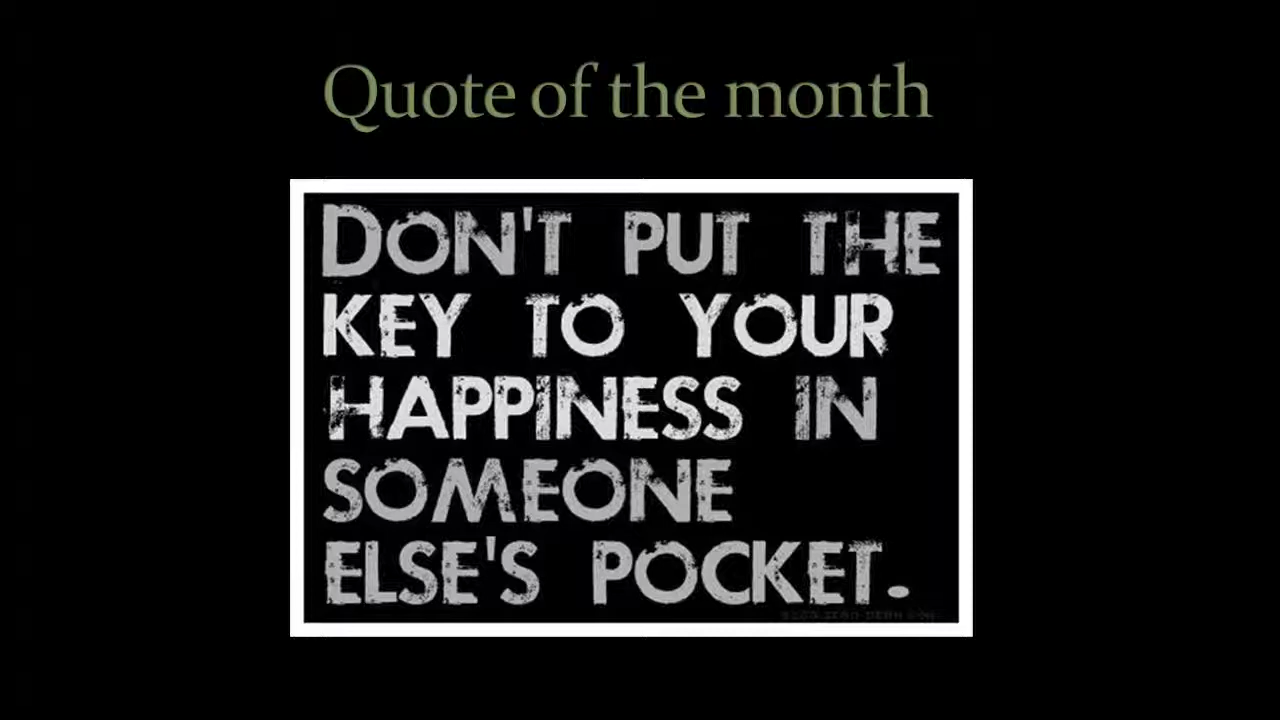 Quote of the month
DON'T PUT THE
KEY TO YOUR
HAPPINESS IN
SOMEONE
ELSE'S POCKET.